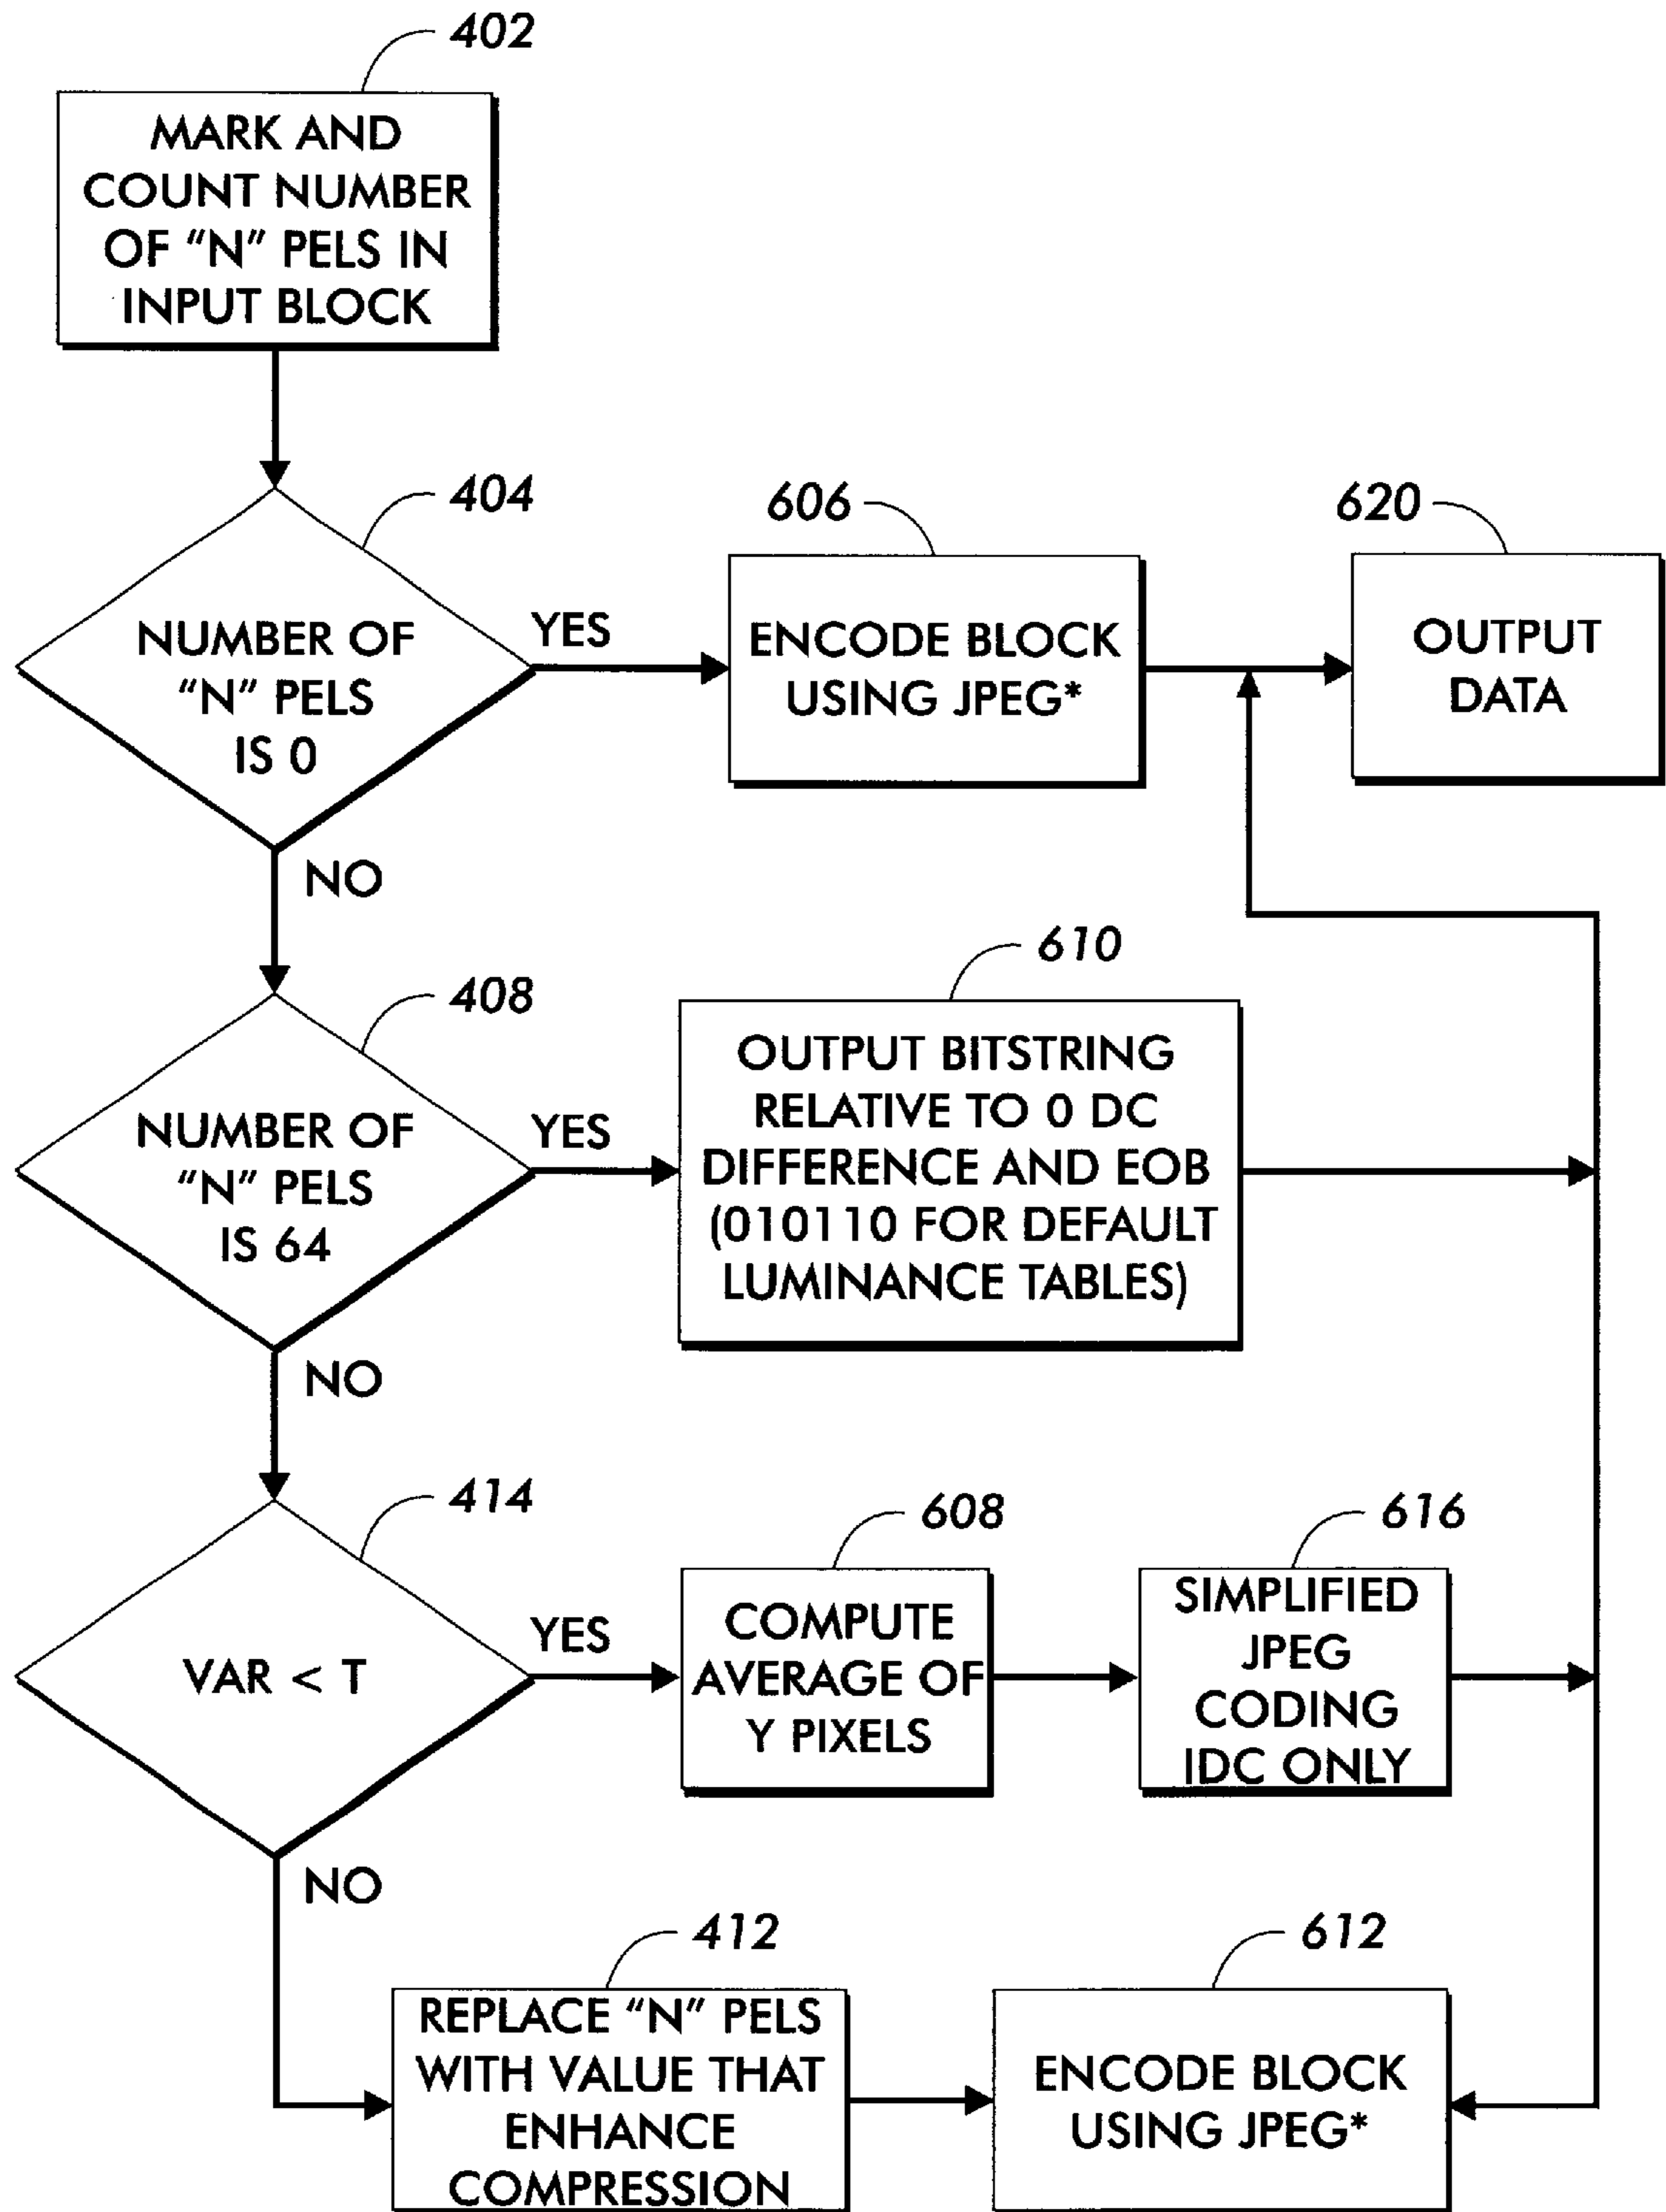 402
MARK AND
COUNT NUMBER
OF “N” PELS IN
INPUT BLOCK
404
NUMBER OF
“N” PELS
IS 0
YES
NO
606
ENCODE BLOCK
USING JPEG*
620
OUTPUT
DATA
408
NUMBER OF
“N” PELS
IS 64
YES
NO
610
OUTPUT BITSTRING
RELATIVE TO 0 DC
DIFFERENCE AND EOB
(010110 FOR DEFAULT
LUMINANCE TABLES)
414
VAR < T
YES
NO
608
COMPUTE
AVERAGE OF
Y PIXELS
616
SIMPLIFIED
JPEG
CODING
IDC ONLY
412
REPLACE “N” PELS
WITH VALUE THAT
ENHANCE
COMPRESSION
612
ENCODE BLOCK
USING JPEG*